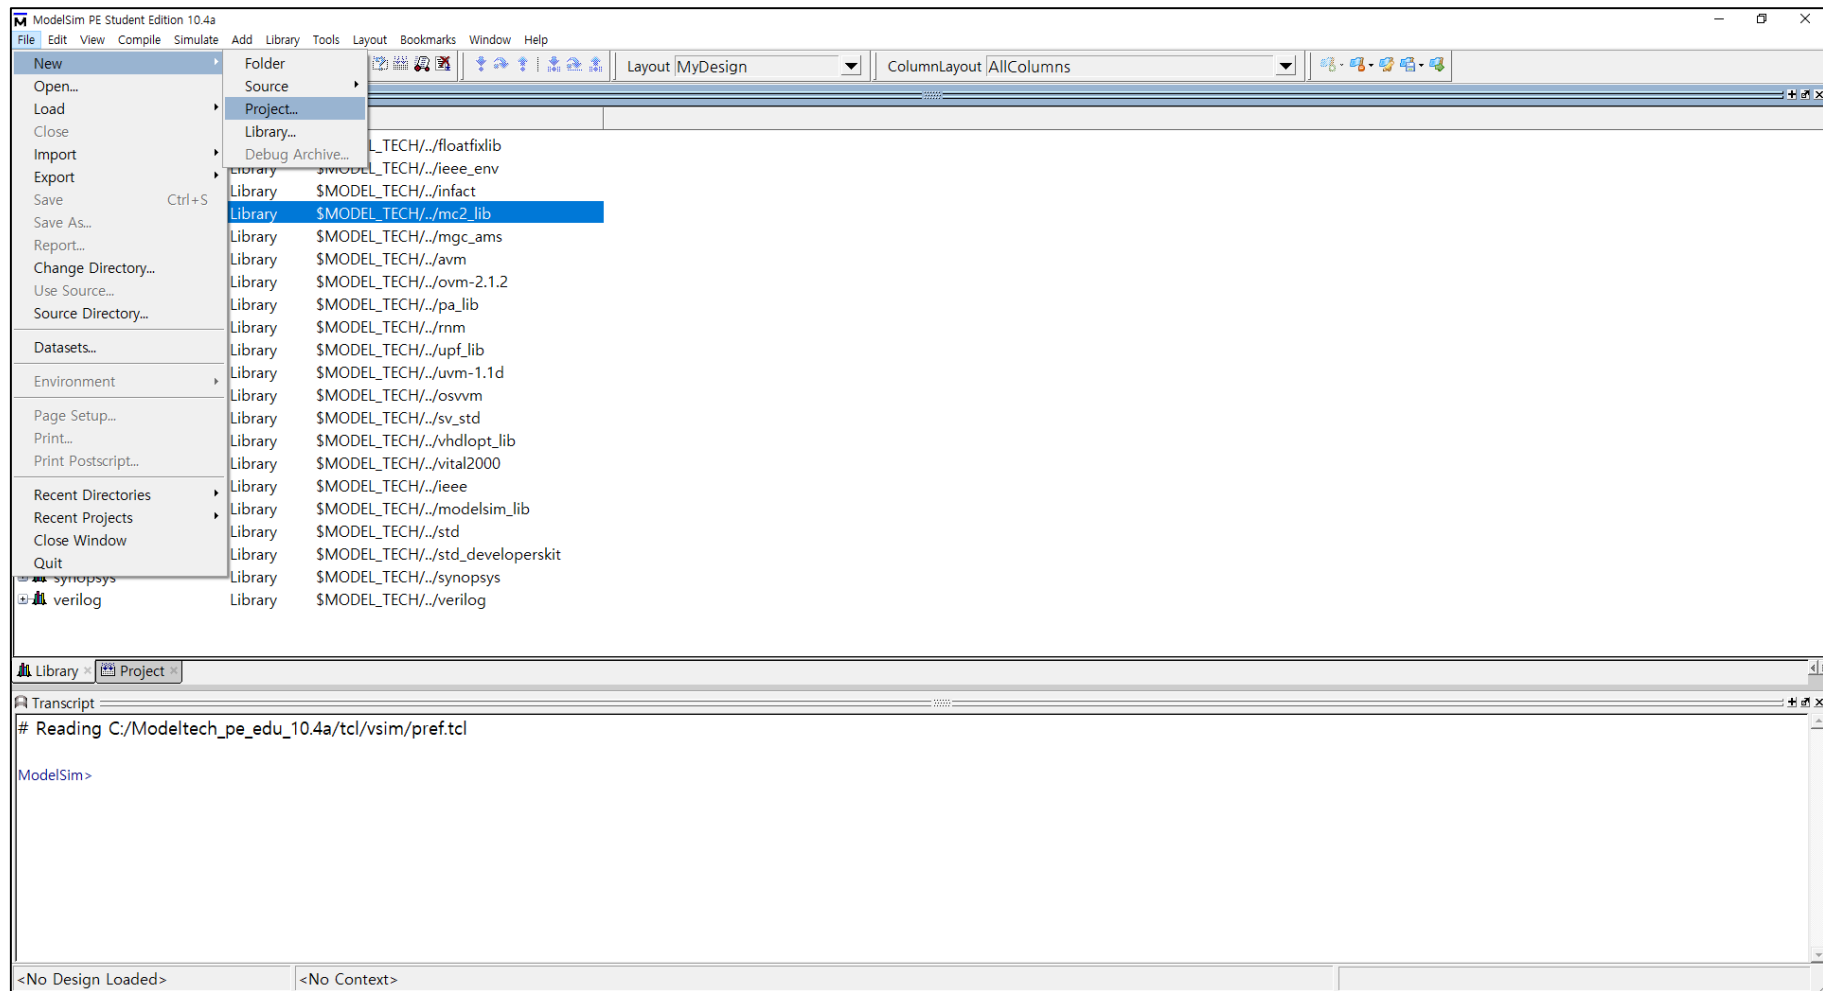 ModelSim PE Student Edition 10.4a
File Edit View Compile Simulate Add Library Tools Layout Bookmarks Window Help
New
Open...
Load
Close
Import
Export
Save Ctrl+S
Save As...
Report...
Change Directory...
Use Source...
Source Directory...
Datasets...
Environment
Page Setup...
Print...
Print Postscript...
Recent Directories
Recent Projects
Close Window
Quit
Folder
Source
Project...
Library...
Debug Archive...
Layout MyDesign
ColumnLayout AllColumns
L_TECH/../floatfixlib
Library $MODEL_TECH/../ieee_env
Library $MODEL_TECH/../infact
Library $MODEL_TECH/../mc2_lib
Library $MODEL_TECH/../mgc_ams
Library $MODEL_TECH/../avm
Library $MODEL_TECH/../ovm-2.1.2
Library $MODEL_TECH/../pa_lib
Library $MODEL_TECH/../rnm
Library $MODEL_TECH/../upf_lib
Library $MODEL_TECH/../uvm-1.1d
Library $MODEL_TECH/../osvvm
Library $MODEL_TECH/../sv_std
Library $MODEL_TECH/../vhdlopt_lib
Library $MODEL_TECH/../vital2000
Library $MODEL_TECH/../ieee
Library $MODEL_TECH/../modelsim_lib
Library $MODEL_TECH/../std
Library $MODEL_TECH/../std_developerskit
synopsys Library $MODEL_TECH/../synopsys
verilog Library $MODEL_TECH/../verilog
Library Project
Transcript
# Reading C:/Modeltech_pe_edu_10.4a/tcl/vsim/pref.tcl
ModelSim>
<No Design Loaded> <No Context>